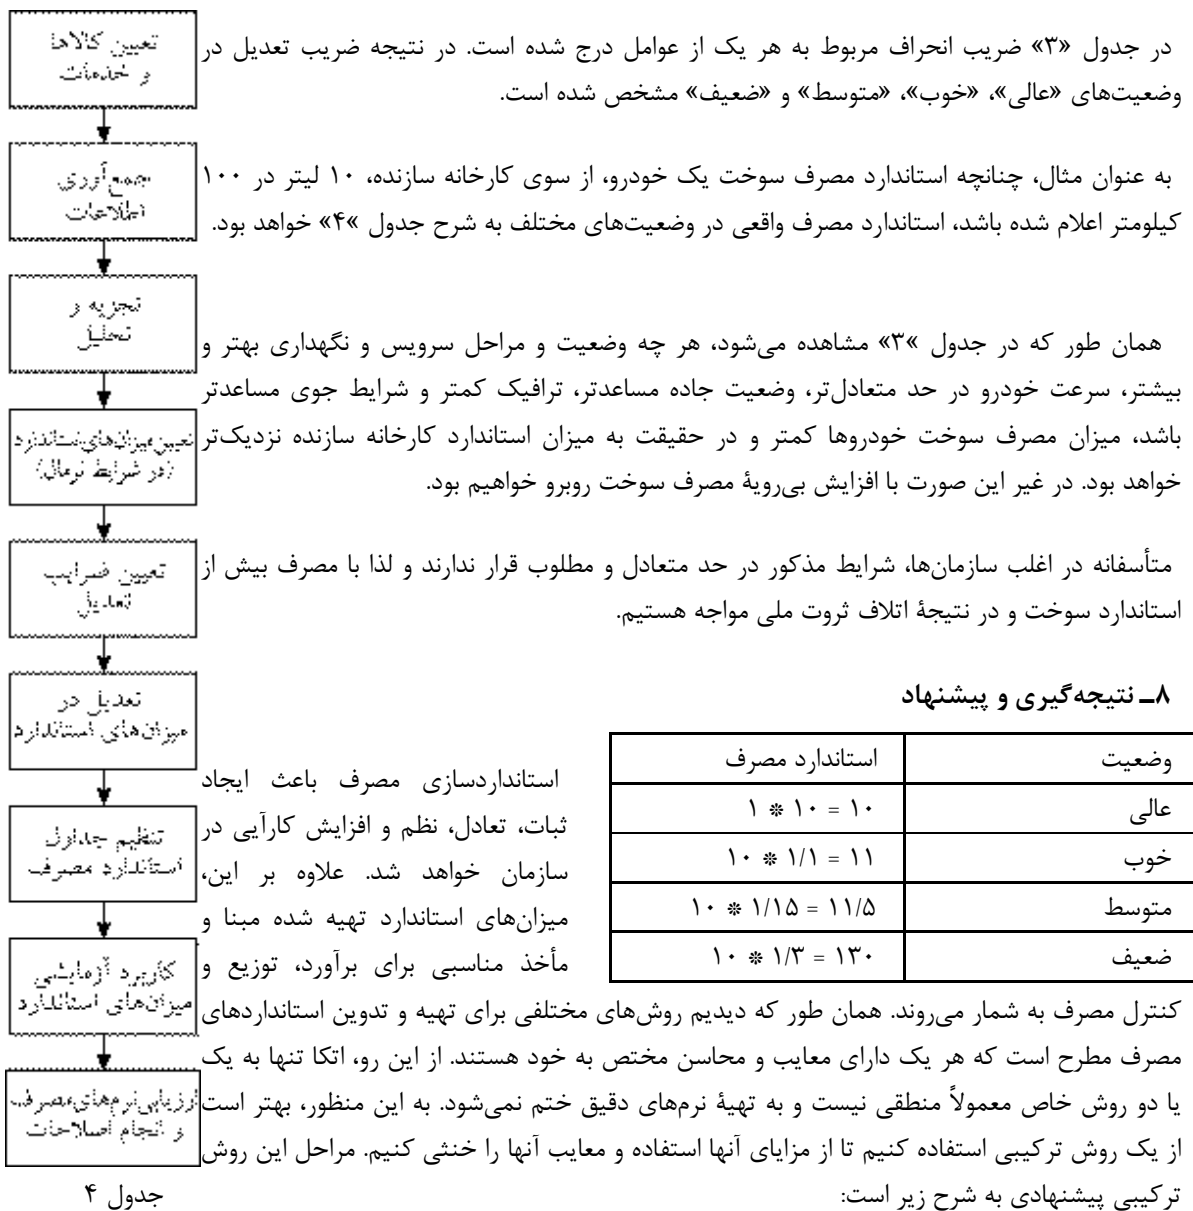 در جدول «۳» ضریب انحراف مربوط به هر یک از عوامل درج شده است. در نتیجه ضریب تعدیل در
وضعیت‌های «عالی»، «خوب»، «متوسط» و «ضعیف» مشخص شده است.
به عنوان مثال، چنانچه استاندارد مصرف سوخت یک خودرو، از سوی کارخانه سازنده، ۱۰ لیتر در ۱۰۰
کیلومتر اعلام شده باشد، استاندارد مصرف واقعی در وضعیت‌های مختلف به شرح جدول »۴« خواهد بود.
همان طور که در جدول »۳« مشاهده می‌شود، هر چه وضعیت و مراحل سرویس و نگهداری بهتر و
بیشتر، سرعت خودرو در حد متعادل‌تر، وضعیت جاده مساعدتر، ترافیک کمتر و شرایط جوی مساعدتر
باشد، میزان مصرف سوخت خودروها کمتر و در حقیقت به میزان استاندارد کارخانه سازنده نزدیک‌تر
خواهد بود. در غیر این صورت با افزایش بی‌رویهٔ مصرف سوخت روبرو خواهیم بود.
متأسفانه در اغلب سازمان‌ها، شرایط مذکور در حد متعادل و مطلوب قرار ندارند و لذا با مصرف بیش از
استاندارد سوخت و در نتیجهٔ اتلاف ثروت ملی مواجه هستیم.
۸ـ نتیجه‌گیری و پیشنهاد
وضعیت استاندارد مصرف
عالی ۱۰ = ۱۰ * ۱
خوب ۱۱ = ۱/۱ * ۱۰
متوسط ۱۱/۵ = ۱/۱۵ * ۱۰
ضعیف ۱۳۰ = ۱/۳ * ۱۰
استانداردسازی مصرف باعث ایجاد
ثبات، تعادل، نظم و افزایش کارآیی در
سازمان خواهد شد. علاوه بر این،
میزان‌های استاندارد تهیه شده مبنا و
مأخذ مناسبی برای برآورد، توزیع و
کنترل مصرف به شمار می‌روند. همان طور که دیدیم روش‌های مختلفی برای تهیه و تدوین استانداردهای
مصرف مطرح است که هر یک دارای معایب و محاسن مختص به خود هستند. از این رو، اتکا تنها به یک
یا دو روش خاص معمولاً منطقی نیست و به تهیهٔ نرم‌های دقیق ختم نمی‌شود. به این منظور، بهتر است
از یک روش ترکیبی استفاده کنیم تا از مزایای آنها استفاده و معایب آنها را خنثی کنیم. مراحل این روش
ترکیبی پیشنهادی به شرح زیر است:
تعیین کالاها
و خدمات
جمع‌آوری
اطلاعات
تجزیه و
تحلیل
تعیین‌میزان‌های‌استاندارد
(در شرایط نرمال)
تعیین ضرایب
تعدیل
تعدیل در
میزان‌های استاندارد
تنظیم جداول
استاندارد مصرف
کاربرد آزمایشی
میزان‌های استاندارد
ارزیابی‌نرم‌های‌مصرف
و انجام اصلاحات
جدول ۴